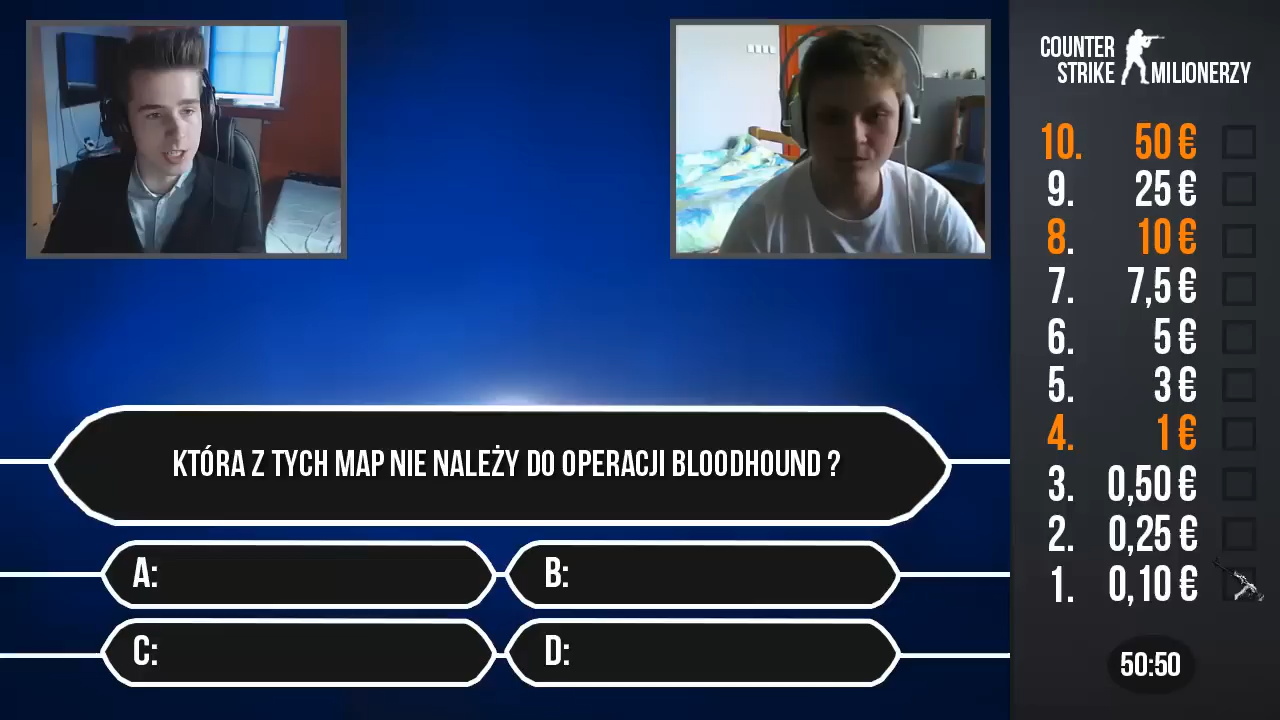 COUNTER
STRIKE MILIONERZY
10. 50 €
9. 25 €
8. 10 €
7. 7,5 €
6. 5 €
5. 3 €
4. 1 €
3. 0,50 €
2. 0,25 €
1. 0,10 €
50:50
KTÓRA Z TYCH MAP NIE NALEŻY DO OPERACJI BLOODHOUND ?
A:
B:
C:
D: